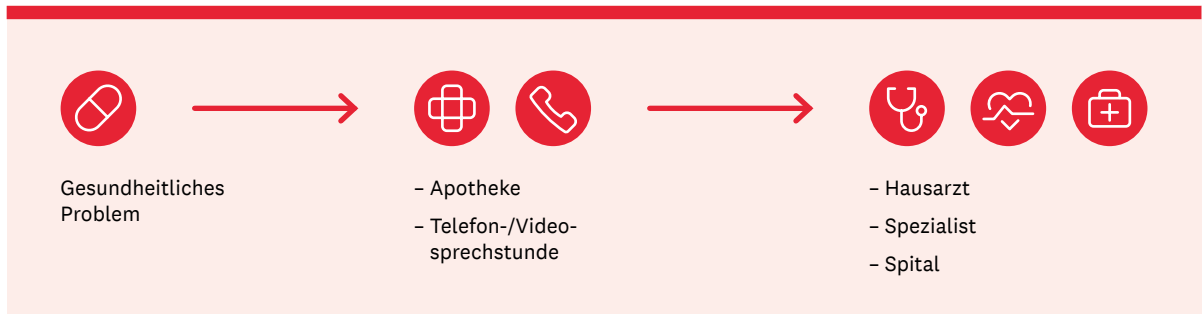 Gesundheitliches
Problem
– Apotheke
– Telefon-/Video-
sprechstunde
– Hausarzt
– Spezialist
– Spital